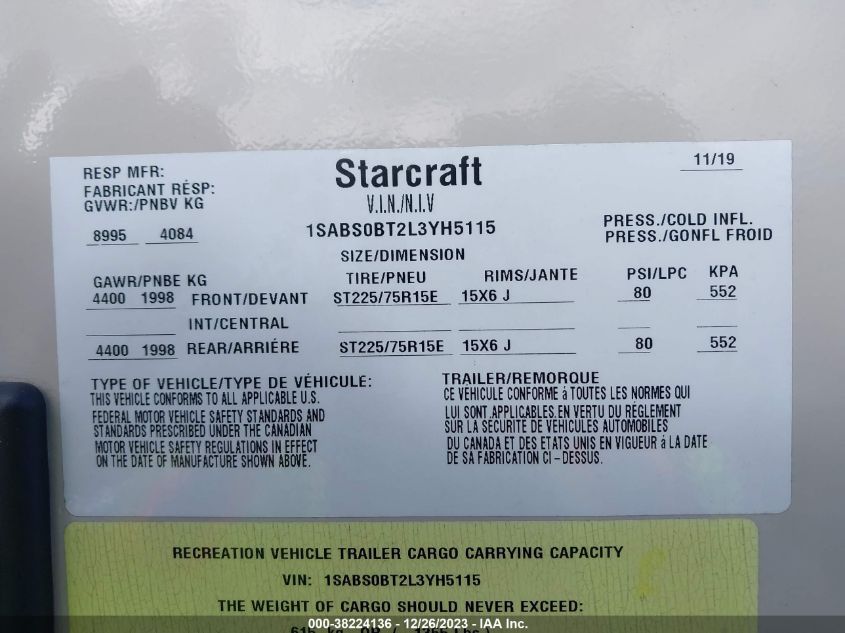 RESP MFR:
FABRICANT RÉSP:
GVWR:/PNBV KG
8995 4084
Starcraft
V.I.N./N.I.V
1SABS0BT2L3YH5115
11/19
PRESS./COLD INFL.
PRESS./GONFL FROID
SIZE/DIMENSION
GAWR/PNBE KG TIRE/PNEU RIMS/JANTE PSI/LPC KPA
4400 1998 FRONT/DEVANT ST225/75R15E 15X6 J 80 552
INT/CENTRAL
4400 1998 REAR/ARRIÉRE ST225/75R15E 15X6 J 80 552
TYPE OF VEHICLE/TYPE DE VÉHICULE: TRAILER/REMORQUE
THIS VEHICLE CONFORMS TO ALL APPLICABLE U.S.
FEDERAL MOTOR VEHICLE SAFETY STANDARDS AND
STANDARDS PRESCRIBED UNDER THE CANADIAN
MOTOR VEHICLE SAFETY REGULATIONS IN EFFECT
ON THE DATE OF MANUFACTURE SHOWN ABOVE.
CE VÉHICULE CONFORME á TOUTES LES NORMES QUI
LUI SONT APPLICABLES EN VERTU DU RÉGLEMENT
SUR LA SÉCURITÉ DE VÉHICULES AUTOMOBILES
DU CANADA ET DES ETATS UNIS EN VIGUEUR á LA DATE
DE SA FABRICATION CI - DESSUS.
RECREATION VEHICLE TRAILER CARGO CARRYING CAPACITY
VIN: 1SABS0BT2L3YH5115
THE WEIGHT OF CARGO SHOULD NEVER EXCEED:
000-38224136 - 12/26/2023 - IAA Inc.